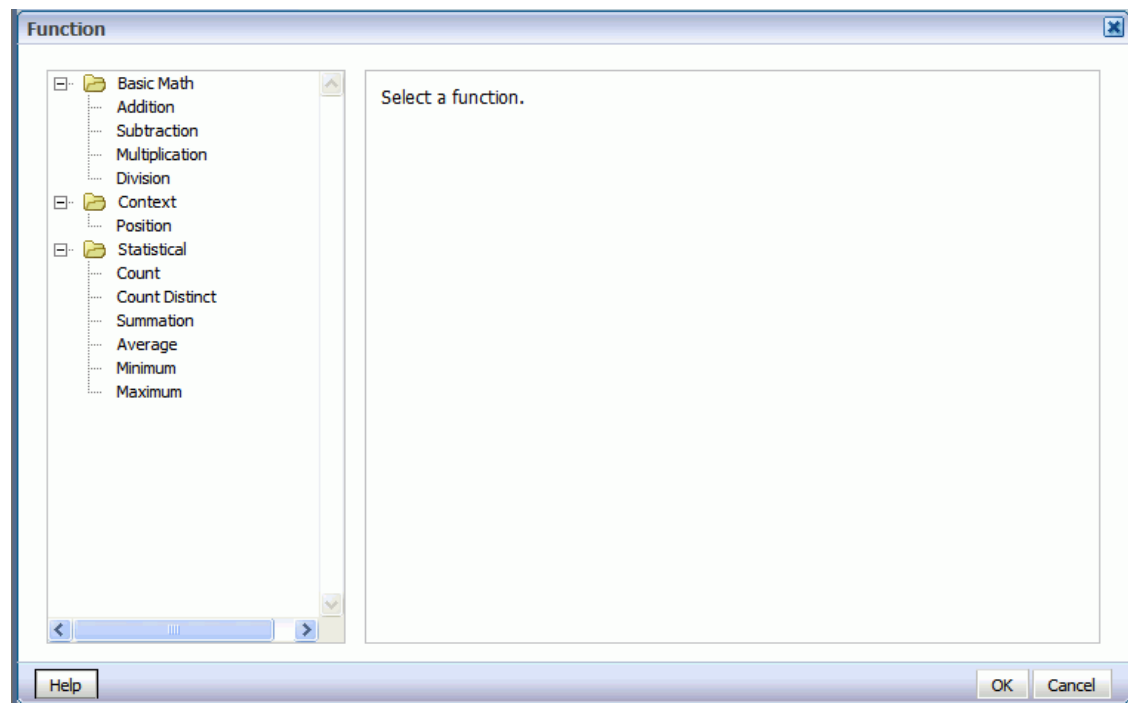 Function
Basic Math
Addition
Subtraction
Multiplication
Division
Context
Position
Statistical
Count
Count Distinct
Summation
Average
Minimum
Maximum
Select a function.
Help
OK Cancel